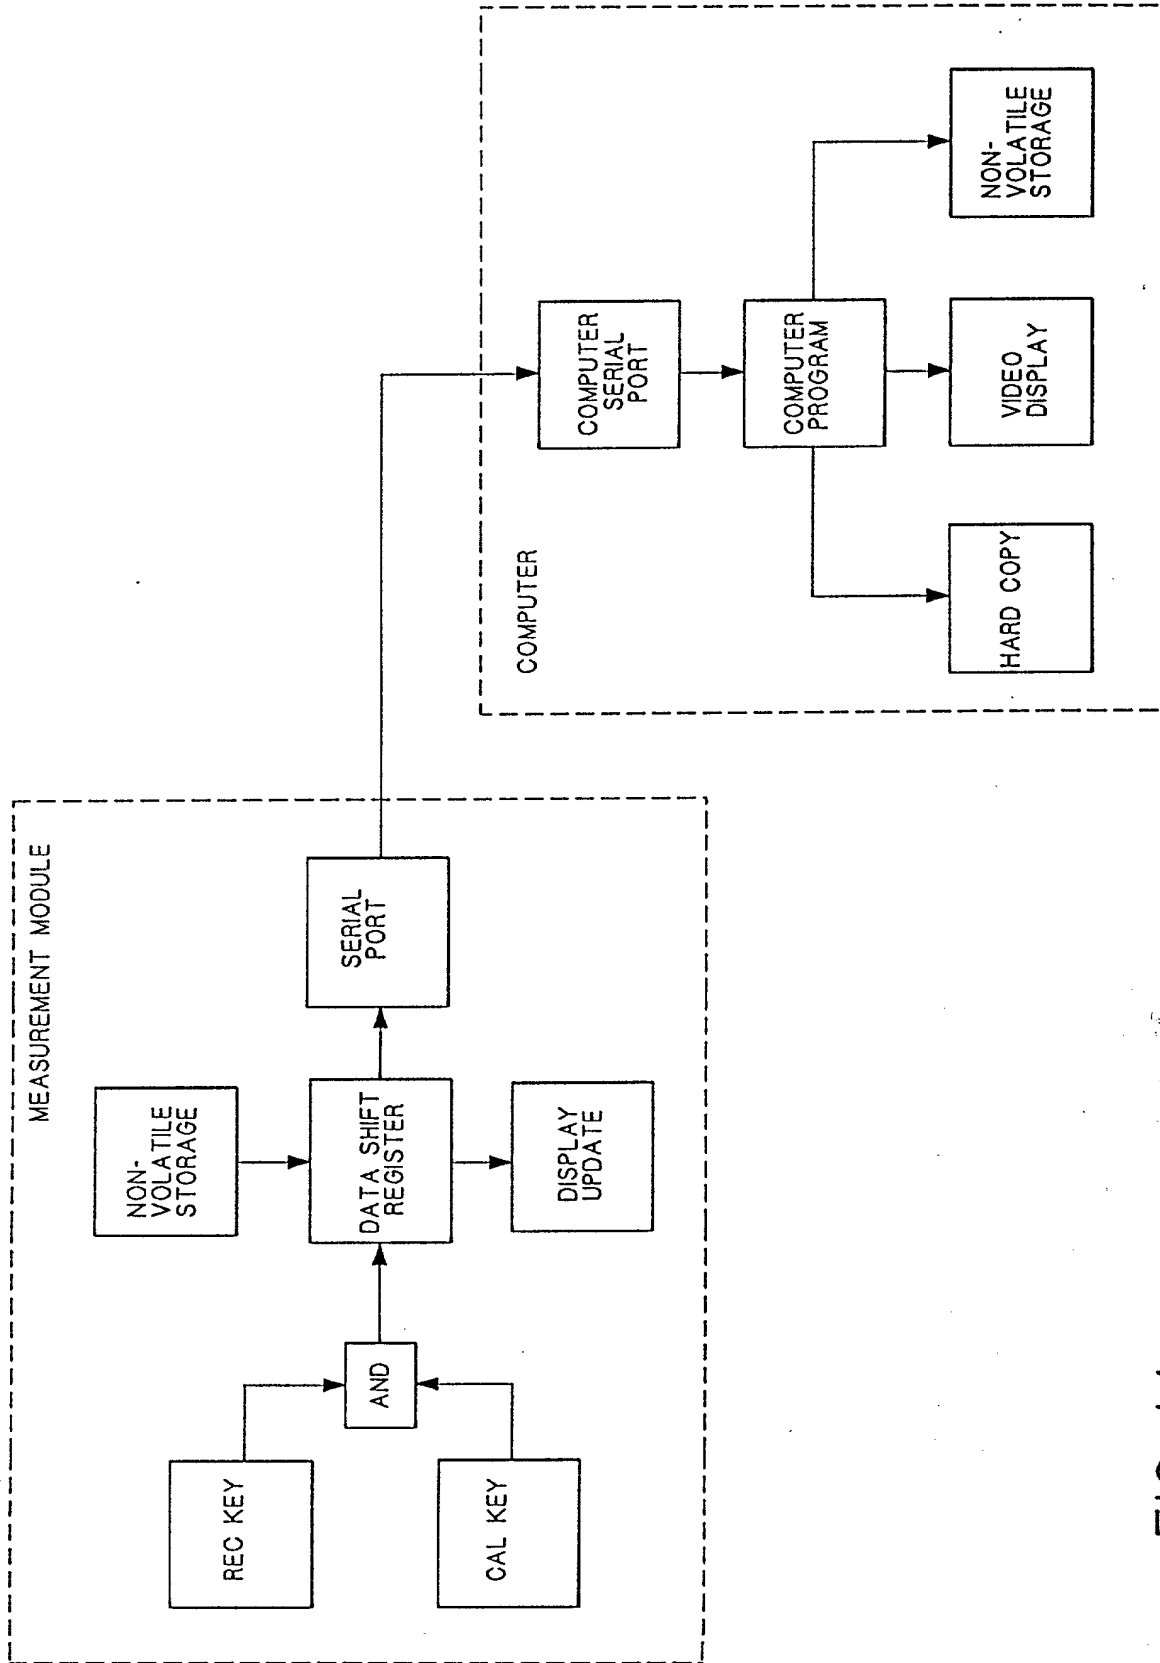 MEASUREMENT MODULE
REC KEY
CAL KEY
AND
NON-
VOLATILE
STORAGE
DATA SHIFT
REGISTER
DISPLAY
UPDATE
SERIAL
PORT
COMPUTER
COMPUTER
SERIAL
PORT
COMPUTER
PROGRAM
HARD COPY
VIDEO
DISPLAY
NON-
VOLATILE
STORAGE